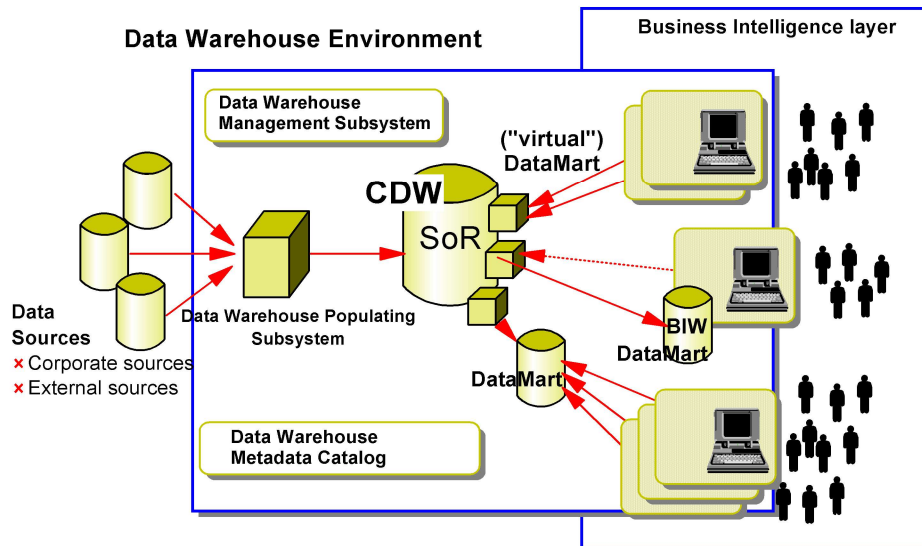 Data Warehouse Environment
Business Intelligence layer
Data Warehouse
Management Subsystem
("virtual")
DataMart
CDW
SoR
Data Warehouse Populating
Subsystem
Data
Sources
× Corporate sources
× External sources
BIW
DataMart
DataMart
Data Warehouse
Metadata Catalog